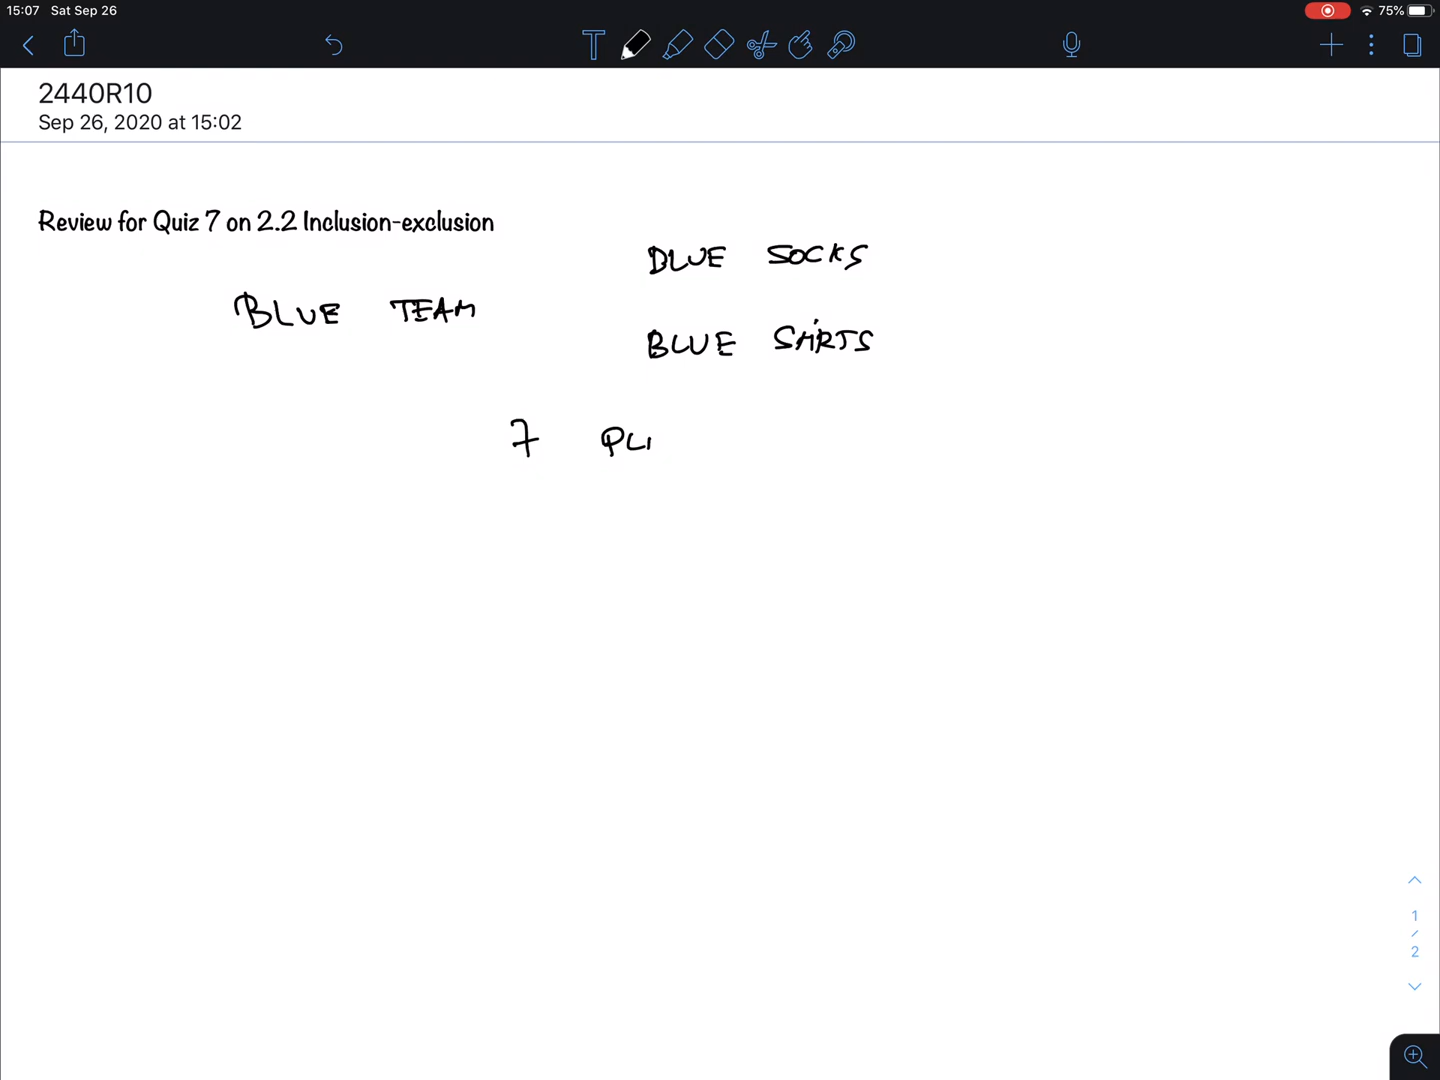 15:07 Sat Sep 26
75%
2440R10
Sep 26, 2020 at 15:02
Review for Quiz 7 on 2.2 Inclusion-exclusion
BLUE SOCKS
BLUE TEAM
BLUE SHIRTS
7 PL
1
/
2